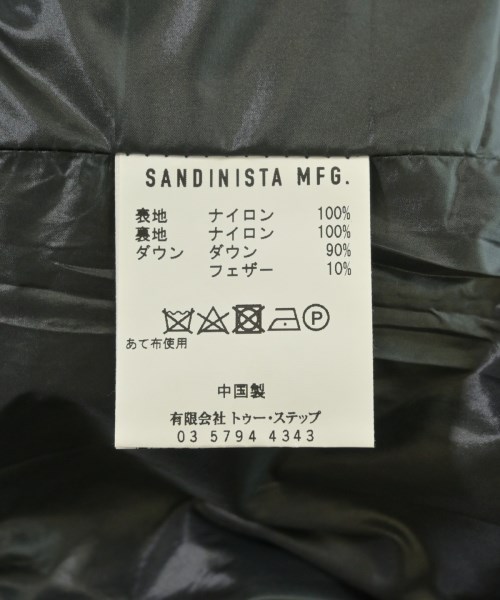 SANDINISTA MFG.
表地 ナイロン 100%
裏地 ナイロン 100%
ダウン ダウン 90%
フェザー 10%
P
あて布使用
中国製
有限会社 トゥー・ステップ
03 5794 4343